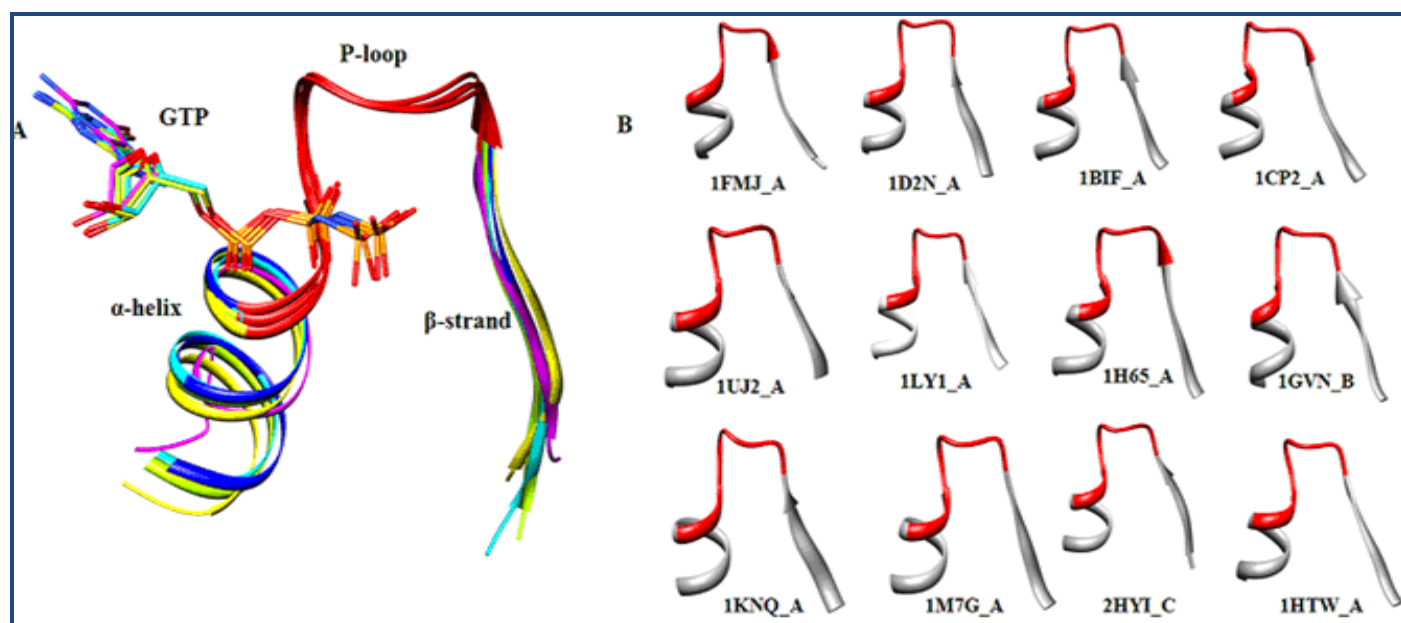 P-loop
GTP
A
B
α-helix
β-strand
1FMJ_A
1D2N_A
1BIF_A
1CP2_A
1UJ2_A
1LY1_A
1H65_A
1GVN_B
1KNQ_A
1M7G_A
2HYI_C
1HTW_A